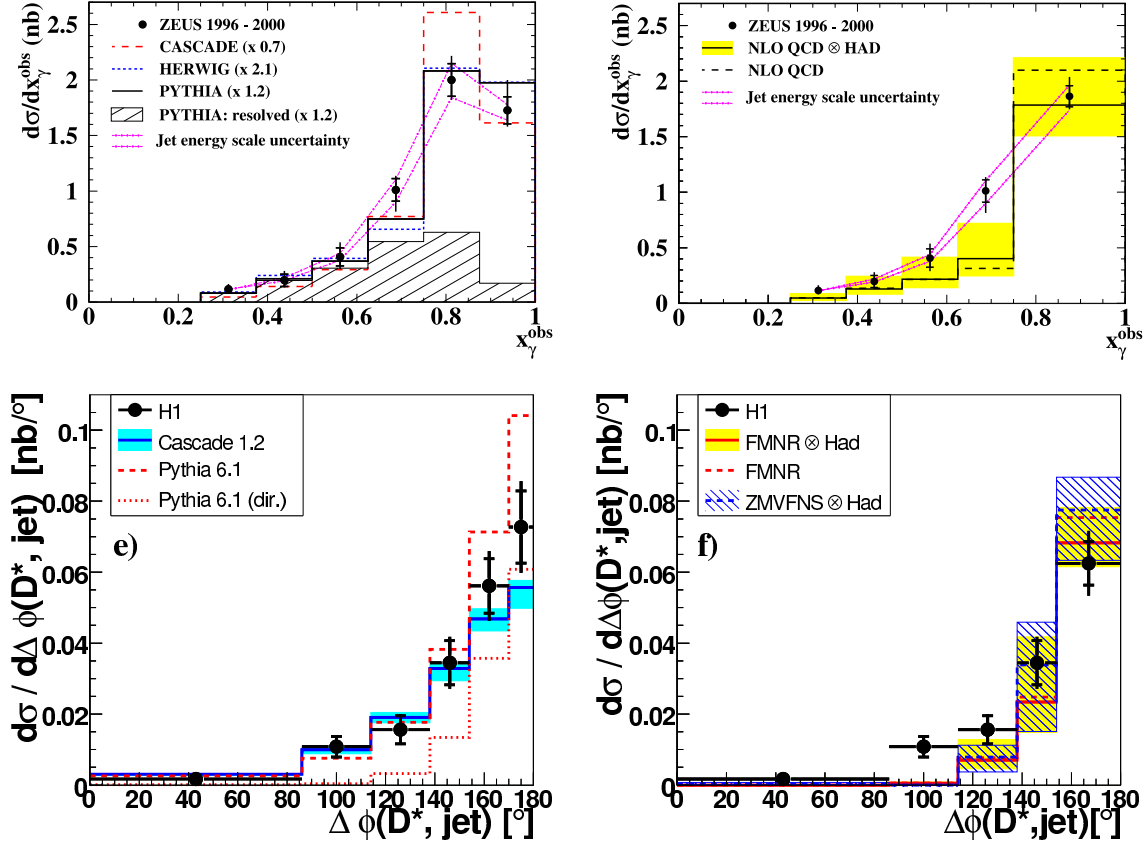 dσ/dxγ^obs (nb)
2.5
2
1.5
1
0.5
0
ZEUS 1996 - 2000
CASCADE (x 0.7)
HERWIG (x 2.1)
PYTHIA (x 1.2)
PYTHIA: resolved (x 1.2)
Jet energy scale uncertainty
0 0.2 0.4 0.6 0.8 1
xγ^obs
dσ/dxγ^obs (nb)
2.5
2
1.5
1
0.5
0
ZEUS 1996 - 2000
NLO QCD ⊗ HAD
NLO QCD
Jet energy scale uncertainty
0 0.2 0.4 0.6 0.8 1
xγ^obs
dσ / dΔ ϕ(D*, jet) [nb/°]
0.1
0.08
0.06
0.04
0.02
0
H1
Cascade 1.2
Pythia 6.1
Pythia 6.1 (dir.)
e)
0 20 40 60 80 100 120 140 160 180
Δ ϕ(D*, jet) [°]
dσ / dΔϕ(D*,jet) [nb/°]
0.1
0.08
0.06
0.04
0.02
0
H1
FMNR ⊗ Had
FMNR
ZMVFNS ⊗ Had
f)
0 20 40 60 80 100 120 140 160 180
Δϕ(D*,jet)[°]